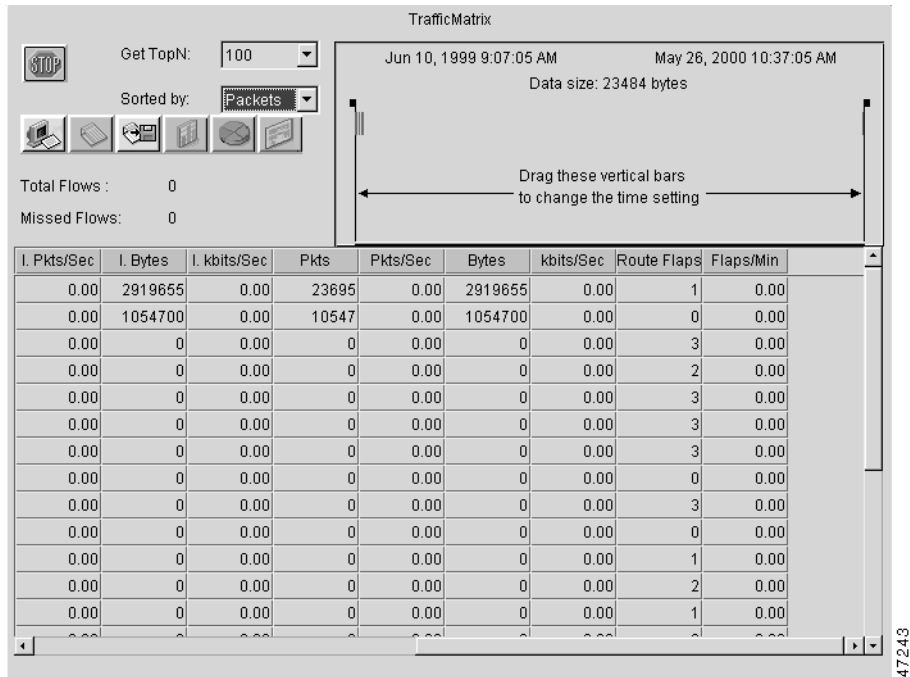 TrafficMatrix
STOP
Get TopN: 100
Sorted by: Packets
Total Flows : 0
Missed Flows: 0
Jun 10, 1999 9:07:05 AM May 26, 2000 10:37:05 AM
Data size: 23484 bytes
Drag these vertical bars
to change the time setting
I. Pkts/Sec I. Bytes I. kbits/Sec Pkts Pkts/Sec Bytes kbits/Sec Route Flaps Flaps/Min
0.00 2919655 0.00 23695 0.00 2919655 0.00 1 0.00
0.00 1054700 0.00 10547 0.00 1054700 0.00 0 0.00
0.00 0 0.00 0 0.00 0 0.00 3 0.00
0.00 0 0.00 0 0.00 0 0.00 2 0.00
0.00 0 0.00 0 0.00 0 0.00 3 0.00
0.00 0 0.00 0 0.00 0 0.00 3 0.00
0.00 0 0.00 0 0.00 0 0.00 3 0.00
0.00 0 0.00 0 0.00 0 0.00 0 0.00
0.00 0 0.00 0 0.00 0 0.00 3 0.00
0.00 0 0.00 0 0.00 0 0.00 0 0.00
0.00 0 0.00 0 0.00 0 0.00 1 0.00
0.00 0 0.00 0 0.00 0 0.00 2 0.00
0.00 0 0.00 0 0.00 0 0.00 1 0.00
47243